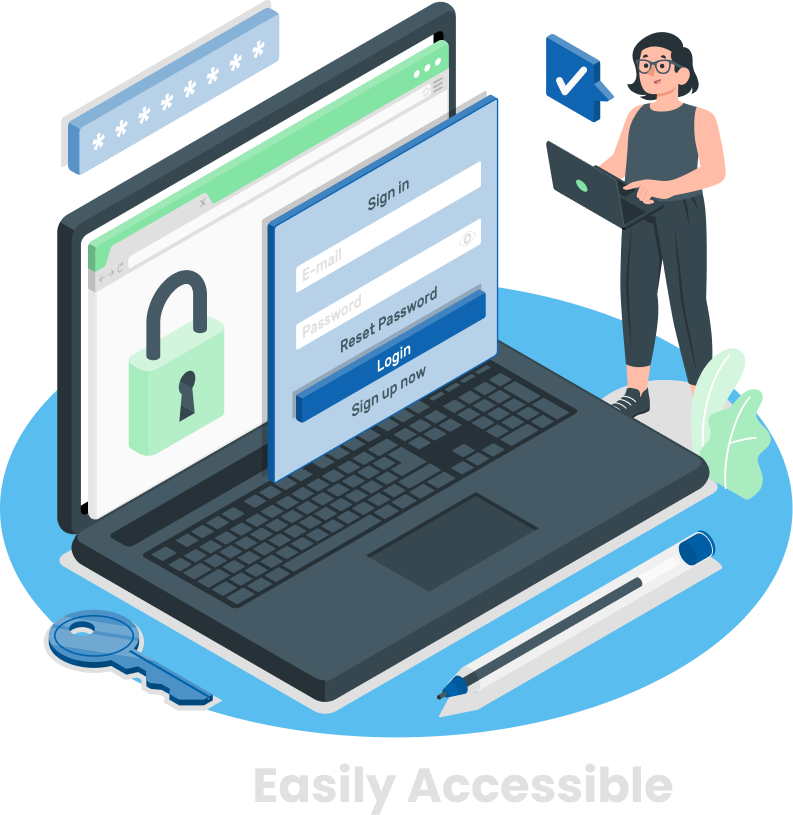 ********
x
Sign in
E-mail
Password
Reset Password
Login
Sign up now
Easily Accessible